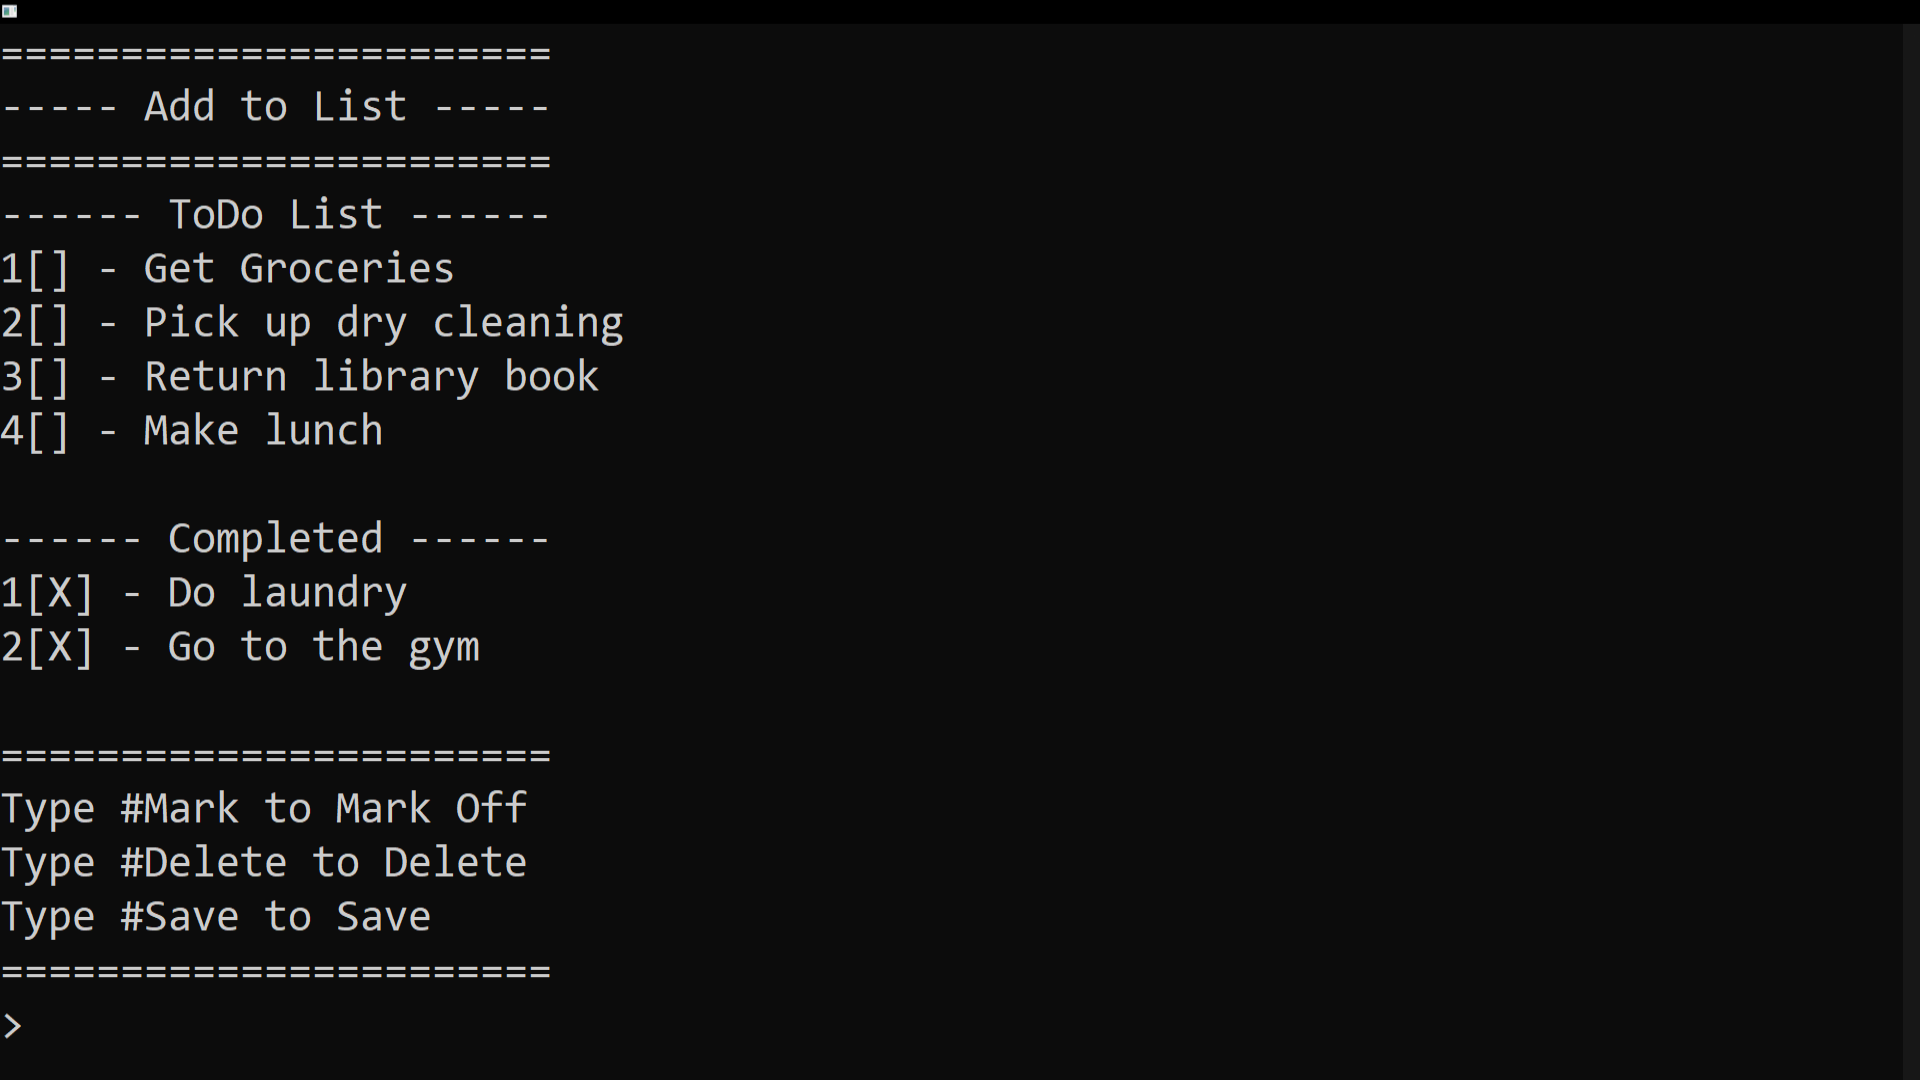 =======================
----- Add to List -----
=======================
------ ToDo List ------
1[] - Get Groceries
2[] - Pick up dry cleaning
3[] - Return library book
4[] - Make lunch
------ Completed ------
1[X] - Do laundry
2[X] - Go to the gym
=======================
Type #Mark to Mark Off
Type #Delete to Delete
Type #Save to Save
=======================
>